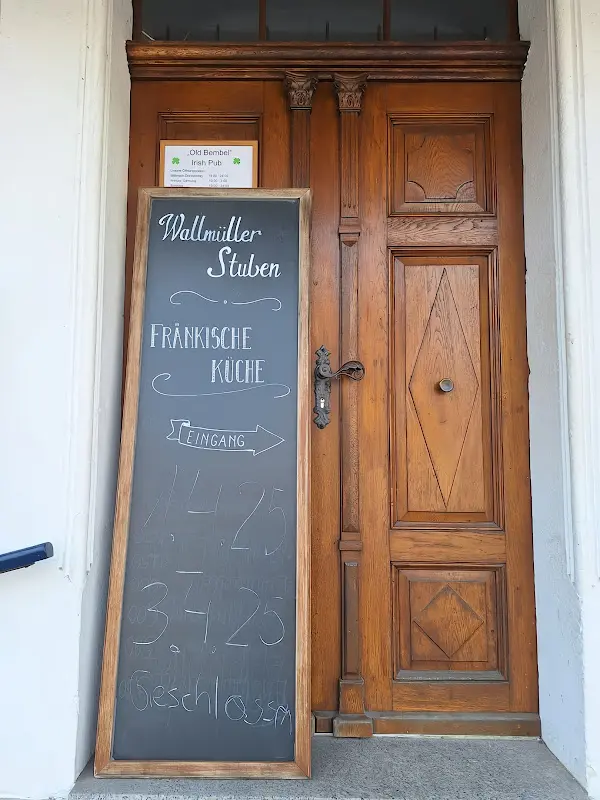 „Old Bembel“
Irish Pub
Wallmüller
Stuben
FRÄNKISCHE
KÜCHE
EINGANG
1.4.25
–
3.4.25
Geschlossen